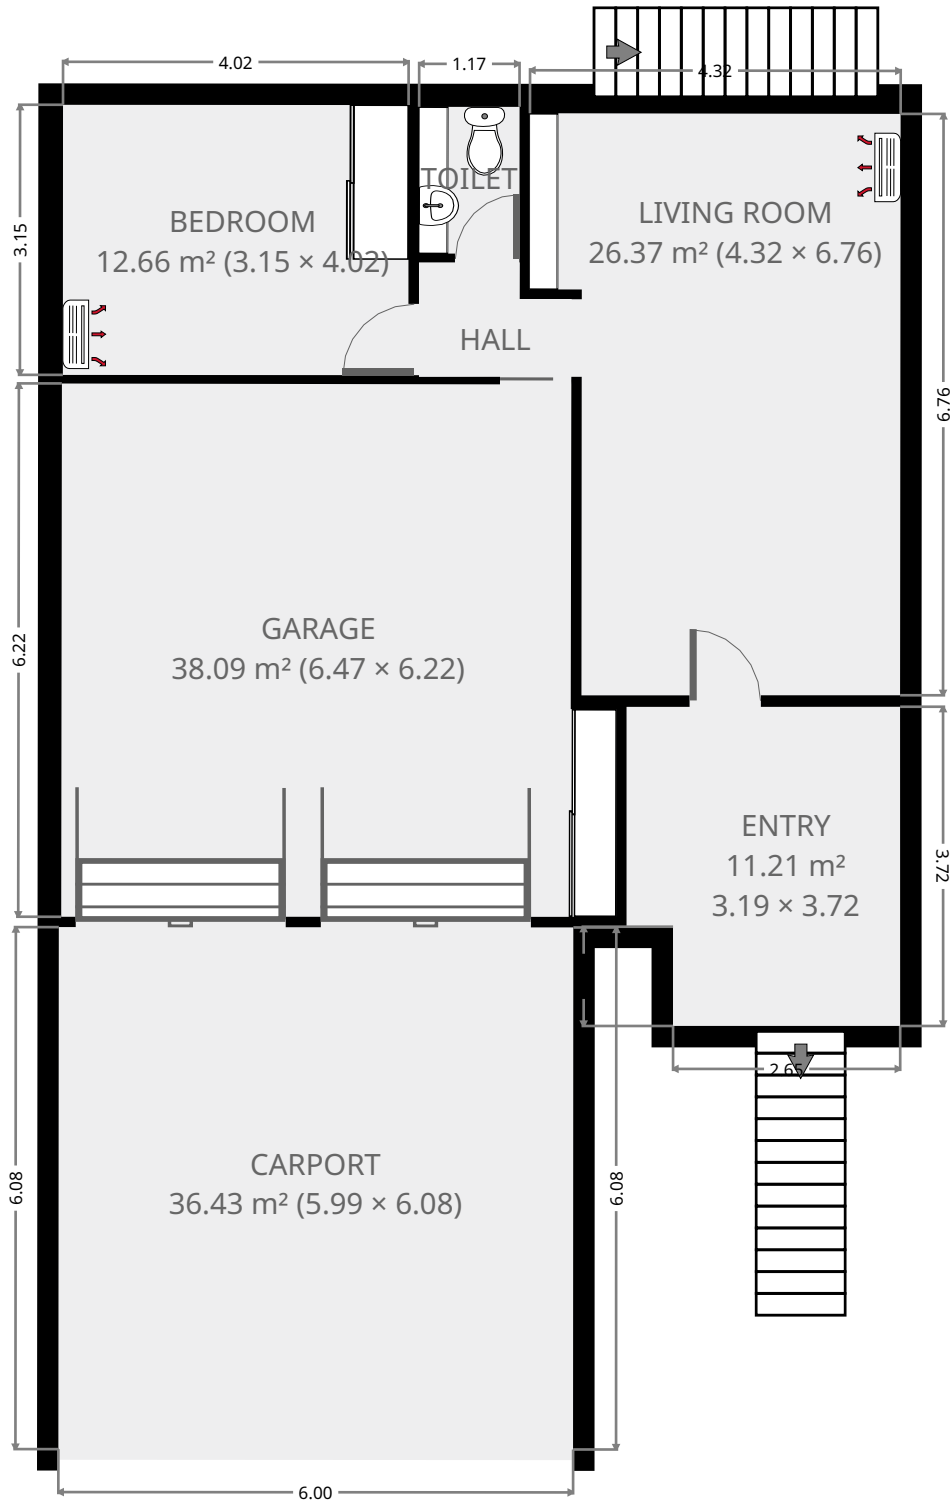 4.02
1.17
4.32
3.15
TOILET
BEDROOM
12.66 m² (3.15 × 4.02)
LIVING ROOM
26.37 m² (4.32 × 6.76)
HALL
6.76
6.22
GARAGE
38.09 m² (6.47 × 6.22)
ENTRY
11.21 m²
3.19 × 3.72
3.72
2.65
CARPORT
36.43 m² (5.99 × 6.08)
6.08
6.08
6.00